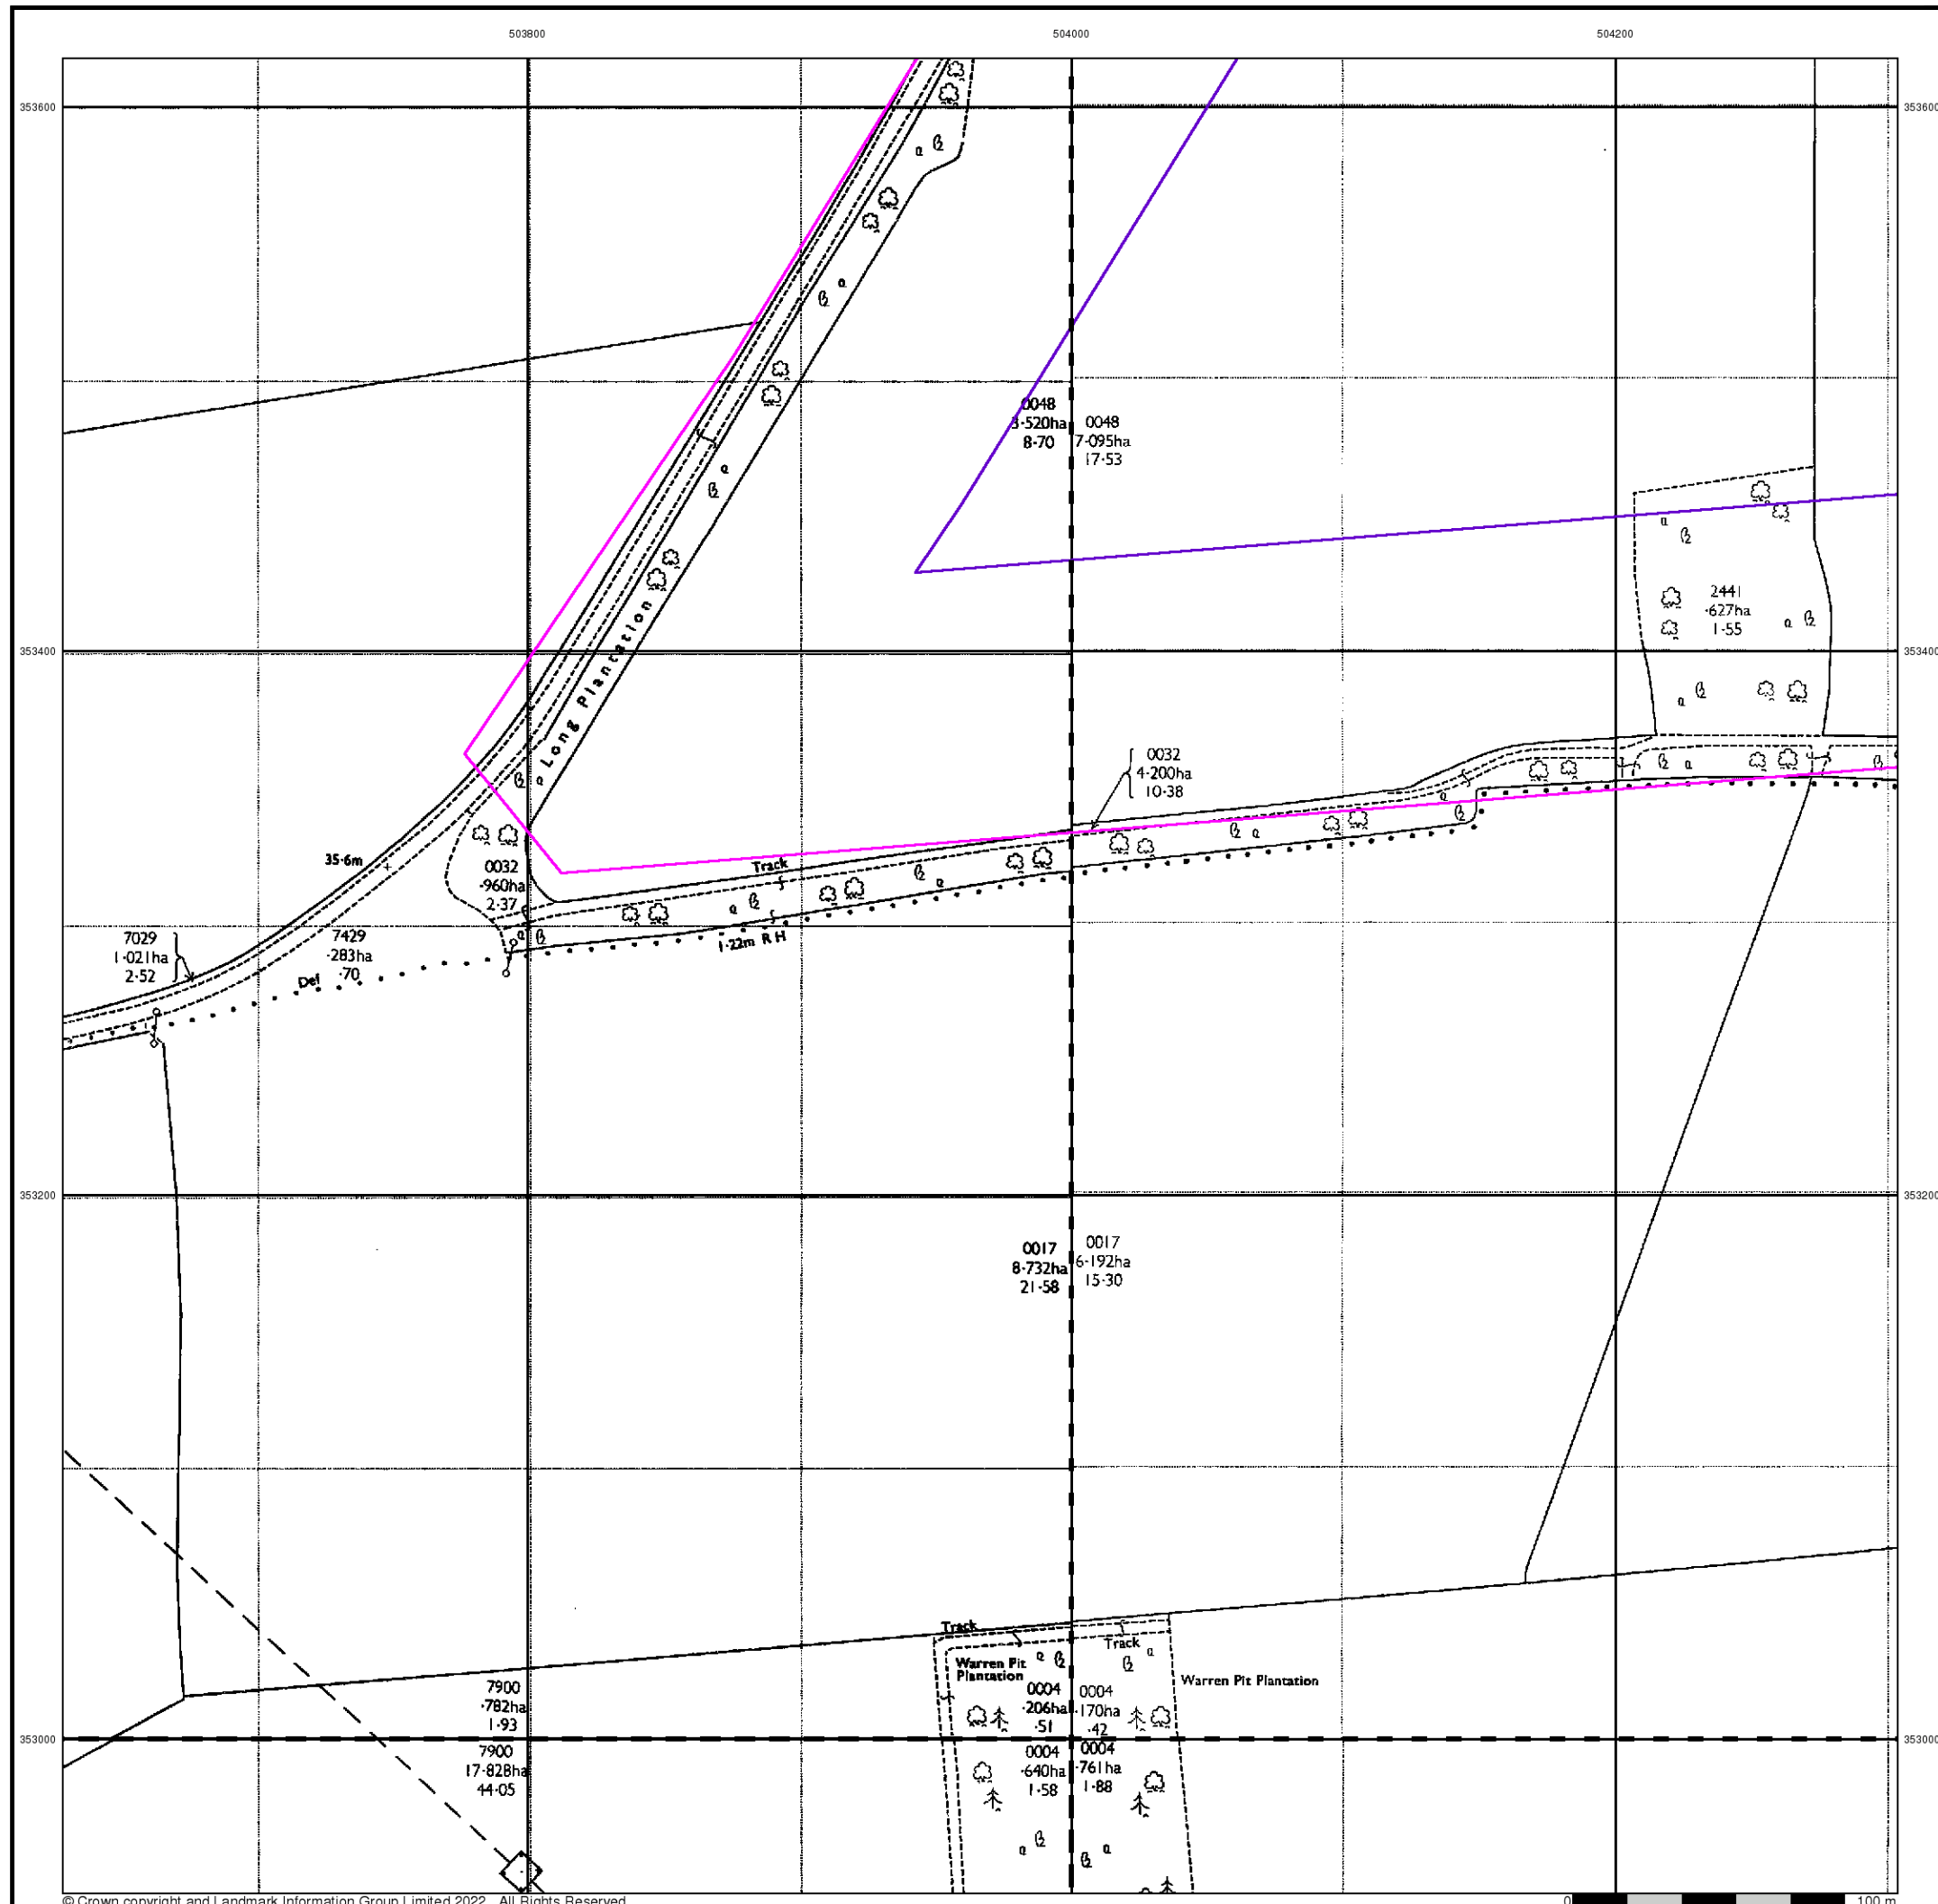 503800
504000
504200
353600
353600
0048
3·520ha
8·70
0048
7·095ha
17·53
2441
·627ha
1·55
353400
353400
Long Plantation
0032
4·200ha
10·38
35·6m
Track
0032
·960ha
2·37
7029
1·021ha
2·52
7429
·283ha
·70
Def
1·22m R H
353200
353200
0017
8·732ha
21·58
0017
6·192ha
15·30
Track
Track
Warren Pit
Plantation
Warren Pit Plantation
7900
·782ha
1·93
0004
·206ha
·51
0004
·170ha
·42
353000
353000
7900
17·828ha
44·05
0004
·640ha
1·58
0004
·761ha
1·88
© Crown copyright and Landmark Information Group Limited 2022. All Rights Reserved.
0
100 m